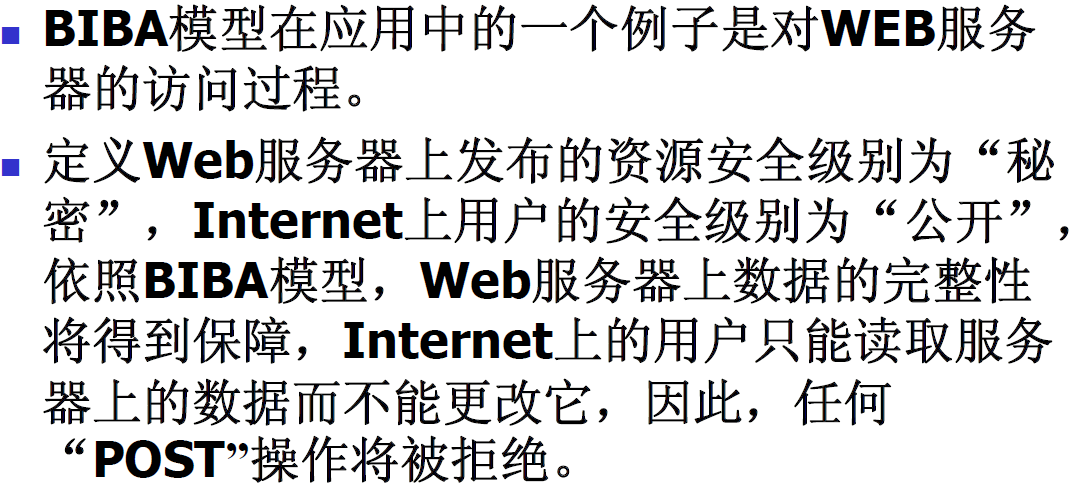 BIBA模型在应用中的一个例子是对WEB服务
器的访问过程。
定义Web服务器上发布的资源安全级别为“秘
密”，Internet上用户的安全级别为“公开”，
依照BIBA模型，Web服务器上数据的完整性
将得到保障，Internet上的用户只能读取服务
器上的数据而不能更改它，因此，任何
“POST”操作将被拒绝。